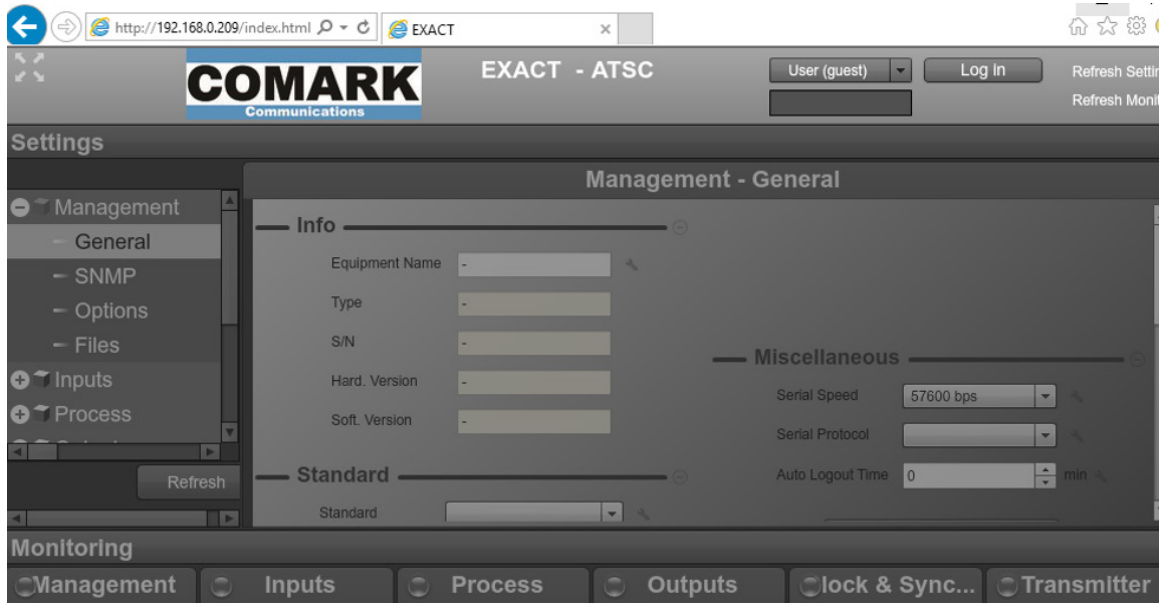 http://192.168.0.209/index.html
EXACT
COMARK
Communications
EXACT - ATSC
User (guest)
Log In
Refresh Settin
Refresh Monit
Settings
Management - General
Management
General
SNMP
Options
Files
Inputs
Process
Refresh
Info
Equipment Name -
Type -
S/N -
Hard. Version -
Soft. Version -
Standard
Standard
Miscellaneous
Serial Speed 57600 bps
Serial Protocol
Auto Logout Time 0 min
Monitoring
Management
Inputs
Process
Outputs
Clock & Sync...
Transmitter